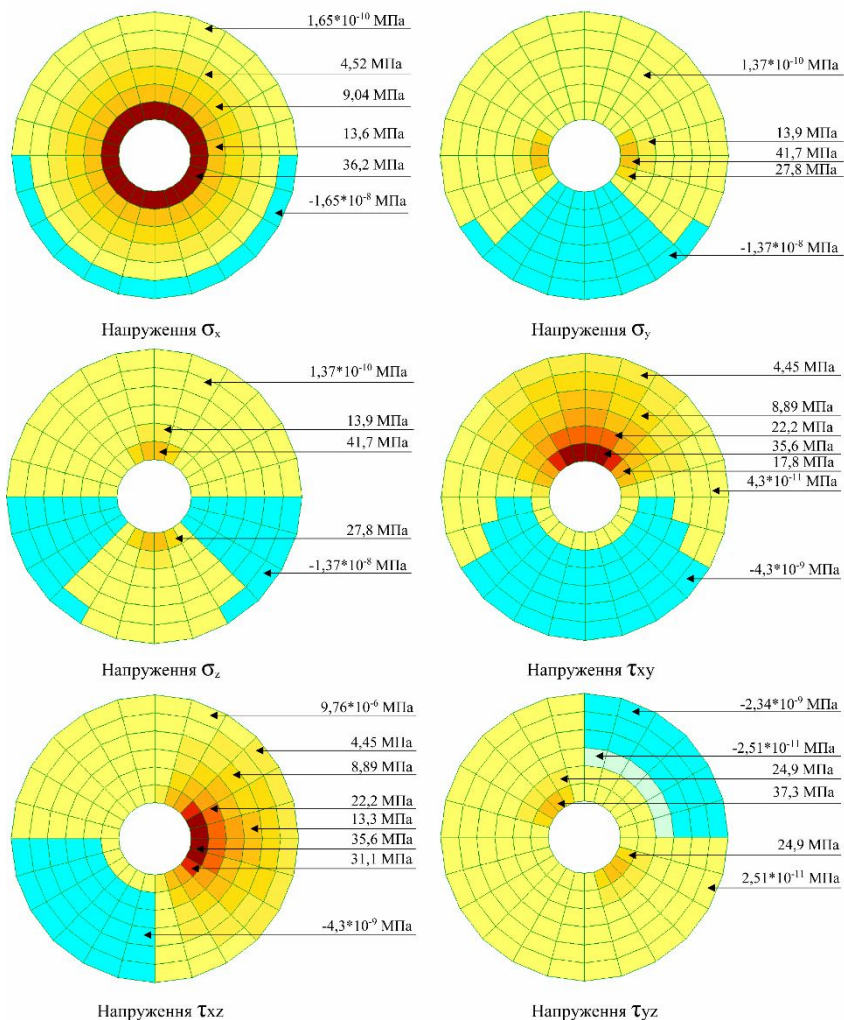 1,65*10⁻¹⁰ МПа
4,52 МПа
9,04 МПа
13,6 МПа
36,2 МПа
-1,65*10⁻⁸ МПа
Напруження σx
1,37*10⁻¹⁰ МПа
13,9 МПа
41,7 МПа
27,8 МПа
-1,37*10⁻⁸ МПа
Напруження σy
1,37*10⁻¹⁰ МПа
13,9 МПа
41,7 МПа
27,8 МПа
-1,37*10⁻⁸ МПа
Напруження σz
4,45 МПа
8,89 МПа
22,2 МПа
35,6 МПа
17,8 МПа
4,3*10⁻¹¹ МПа
-4,3*10⁻⁹ МПа
Напруження τxy
9,76*10⁻⁶ МПа
4,45 МПа
8,89 МПа
22,2 МПа
13,3 МПа
35,6 МПа
31,1 МПа
-4,3*10⁻⁹ МПа
Напруження τxz
-2,34*10⁻⁹ МПа
-2,51*10⁻¹¹ МПа
24,9 МПа
37,3 МПа
24,9 МПа
2,51*10⁻¹¹ МПа
Напруження τyz